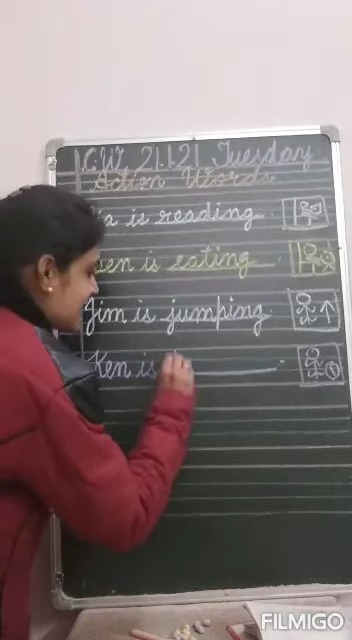 C.W. 21.1.21 Tuesday
Action Words
is reading.
is eating.
Jim is jumping.
Ken is
FILMIGO